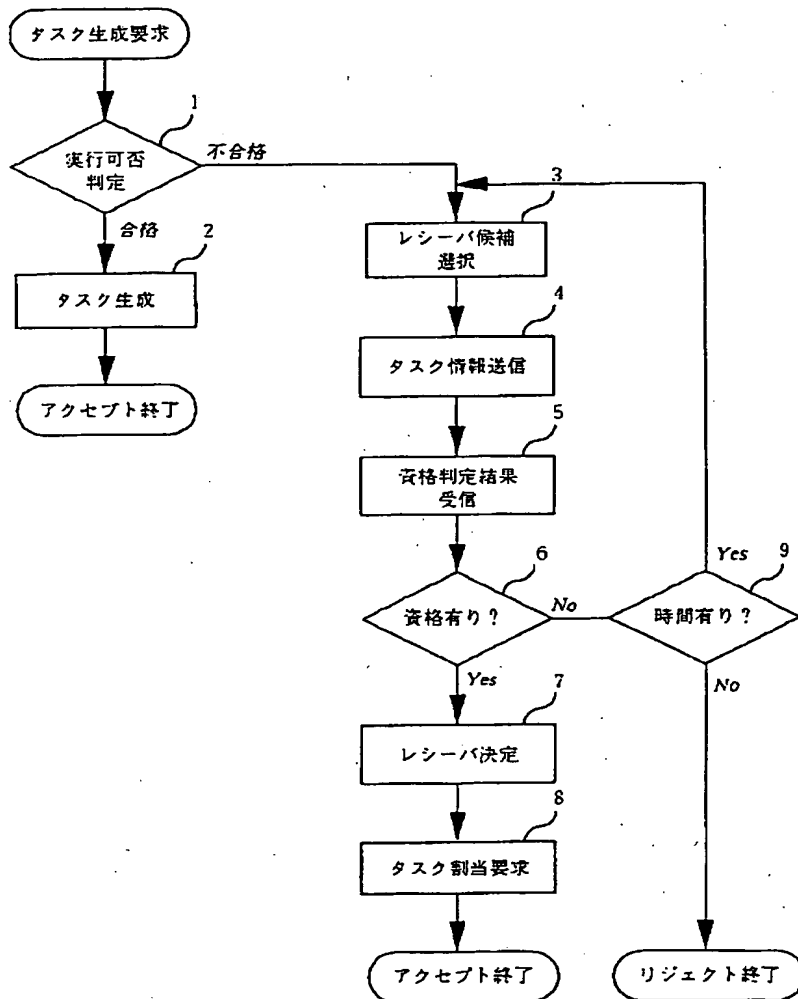 タスク生成要求
1
実行可否
判定
不合格
合格
2
タスク生成
アクセプト終了
3
レシーバ候補
選択
4
タスク情報送信
5
資格判定結果
受信
6
資格有り？
No
Yes
9
時間有り？
Yes
No
7
レシーバ決定
8
タスク割当要求
アクセプト終了
リジェクト終了